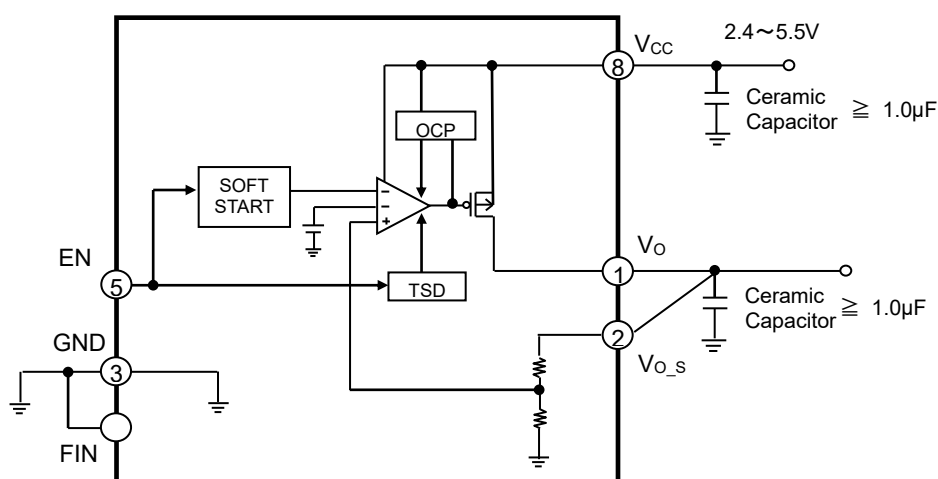 2.4～5.5V
VCC
8
Ceramic
Capacitor ≧ 1.0µF
OCP
SOFT
START
−
−
+
EN
5
TSD
VO
1
Ceramic
Capacitor ≧ 1.0µF
2
VO_S
GND
3
FIN